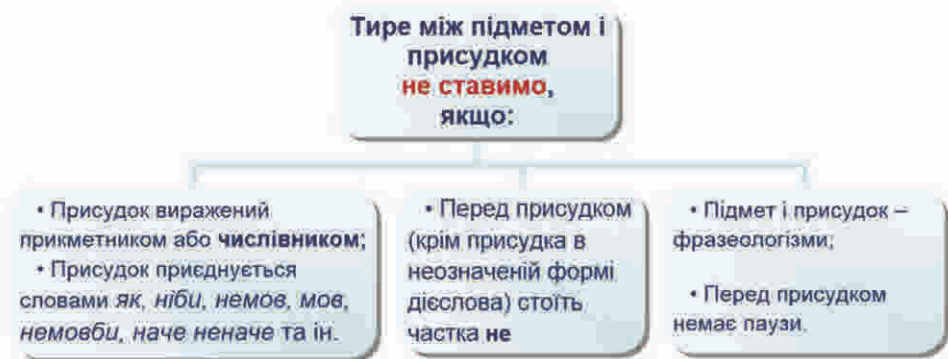 Тире між підметом і
присудком
не ставимо,
якщо:
• Присудок виражений
прикметником або числівником;
• Присудок приєднується
словами як, ніби, немов, мов,
немовби, наче неначе та ін.
• Перед присудком
(крім присудка в
неозначеній формі
дієслова) стоїть
частка не
• Підмет і присудок –
фразеологізми;
• Перед присудком
немає паузи.